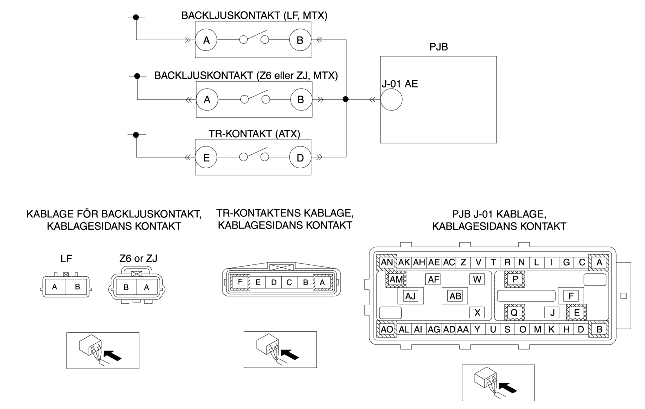 BACKLJUSKONTAKT (LF, MTX)
A B
PJB
BACKLJUSKONTAKT (Z6 eller ZJ, MTX)
J-01 AE
A B
TR-KONTAKT (ATX)
E D
KABLAGE FÖR BACKLJUSKONTAKT,
KABLAGESIDANS KONTAKT
LF
A B
Z6 or ZJ
B A
TR-KONTAKTENS KABLAGE,
KABLAGESIDANS KONTAKT
F E D C B A
PJB J-01 KABLAGE,
KABLAGESIDANS KONTAKT
AN AK AH AE AC Z V T R N L I G C A
AM AF W P
AJ AB F
X Q J E
AO AL AI AG AD AA Y U S O M K H D B